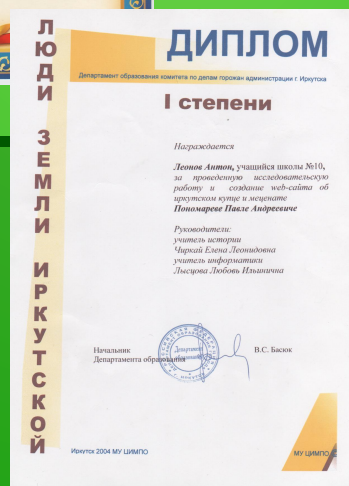 ЛЮДИ ЗЕМЛИ ИРКУТСКОЙ
ДИПЛОМ
Департамент образования комитета по делам горожан администрации г. Иркутска
I степени
Награждается
Леонов Антон, учащийся школы №10,
за проведенную исследовательскую
работу и создание web-сайта об
иркутском купце и меценате
Пономареве Павле Андреевиче
Руководители:
учитель истории
Чиркай Елена Леонидовна
учитель информатики
Лысцова Любовь Ильинична
Начальник
Департамента образования
В.С. Басюк
Департамент
Иркутск 2004 МУ ЦИМПО
МУ ЦИМПО